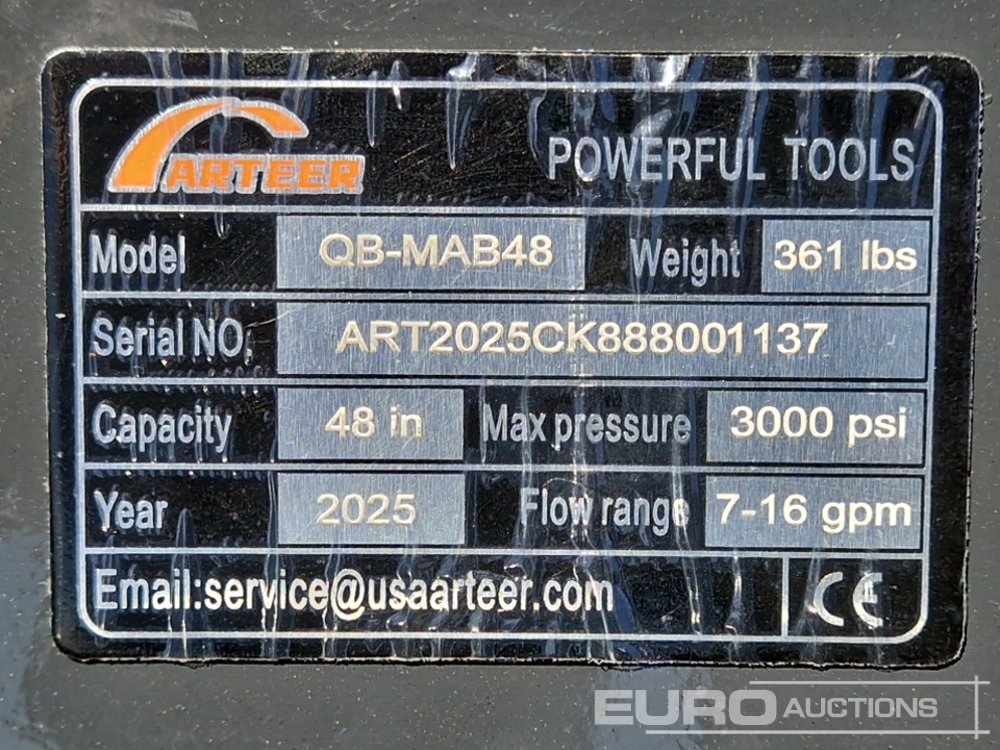 ARTEER
POWERFUL TOOLS
Model QB-MAB48 Weight 361 lbs
Serial NO. ART2025CK888001137
Capacity 48 in Max pressure 3000 psi
Year 2025 Flow range 7-16 gpm
Email:service@usaarteer.com CE
EURO AUCTIONS